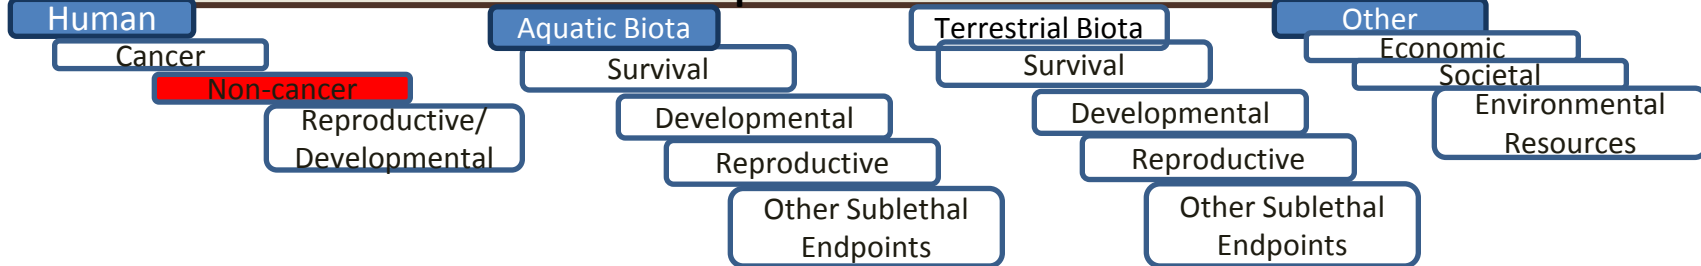 Human
Cancer
Non-cancer
Reproductive/
Developmental
Aquatic Biota
Survival
Developmental
Reproductive
Other Sublethal
Endpoints
Terrestrial Biota
Survival
Developmental
Reproductive
Other Sublethal
Endpoints
Other
Economic
Societal
Environmental
Resources